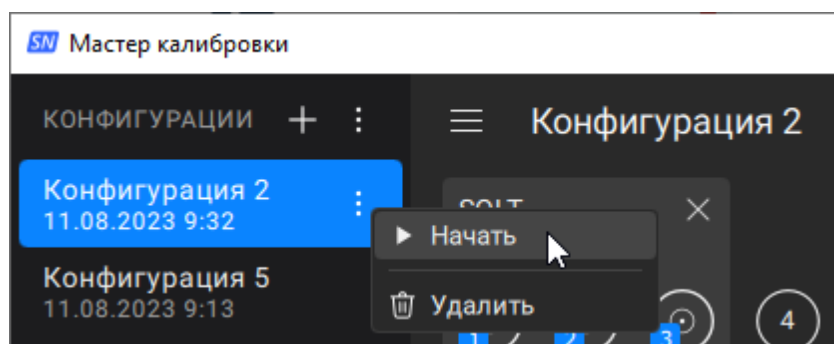 SN Мастер калибровки
КОНФИГУРАЦИИ
Конфигурация 2
Конфигурация 2
11.08.2023 9:32
Начать
Удалить
Конфигурация 5
11.08.2023 9:13
1 2 3 4